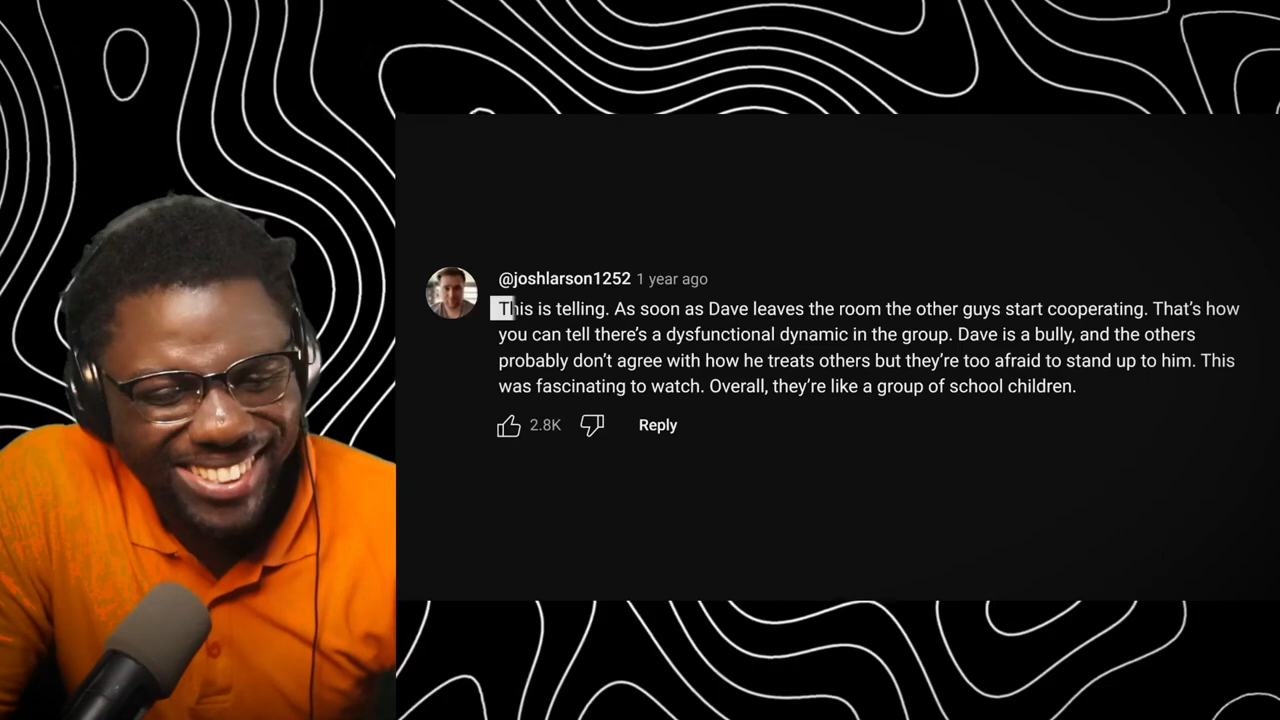 @joshlarson1252 1 year ago
This is telling. As soon as Dave leaves the room the other guys start cooperating. That’s how
you can tell there’s a dysfunctional dynamic in the group. Dave is a bully, and the others
probably don’t agree with how he treats others but they’re too afraid to stand up to him. This
was fascinating to watch. Overall, they’re like a group of school children.
2.8K Reply